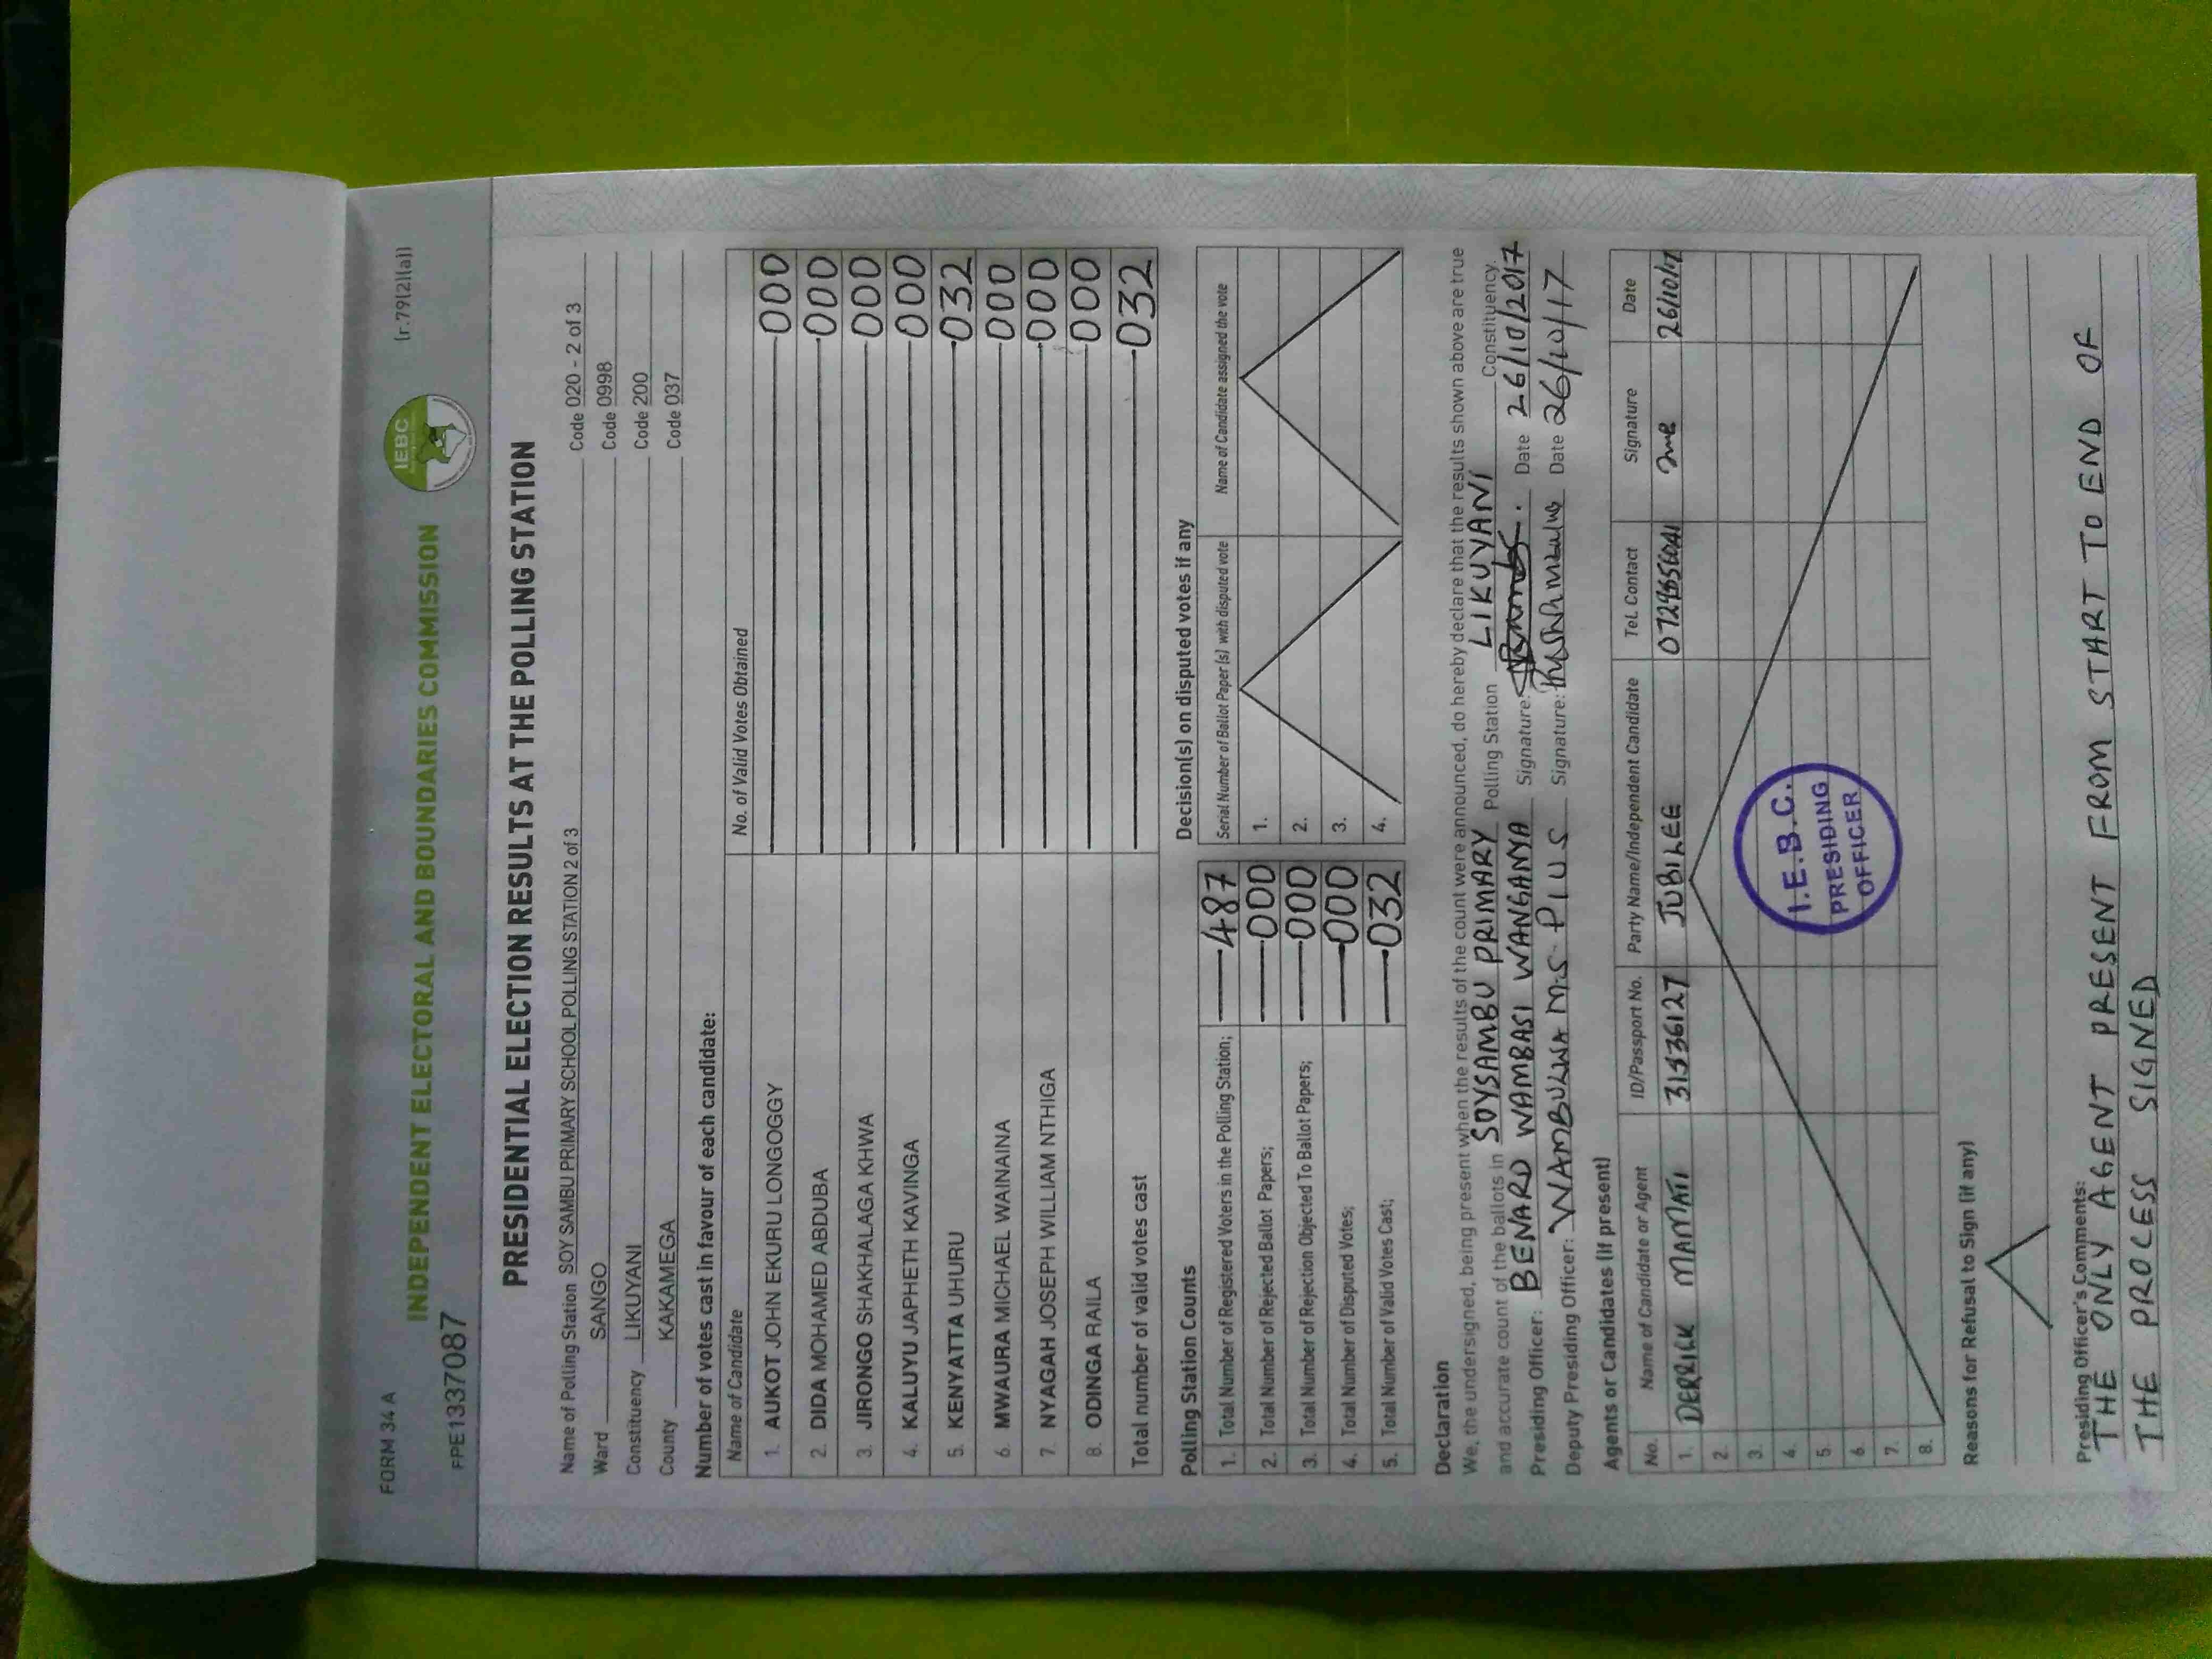 FORM 34 A
(r.79(2)(a))
INDEPENDENT ELECTORAL AND BOUNDARIES COMMISSION
IEBC
FPE1337087
PRESIDENTIAL ELECTION RESULTS AT THE POLLING STATION
Name of Polling Station SOY SAMBU PRIMARY SCHOOL POLLING STATION 2 of 3 Code 020 - 2 of 3
Ward SANGO Code 0998
Constituency LIKUYANI Code 200
County KAKAMEGA Code 037
Number of votes cast in favour of each candidate:
Name of Candidate No. of Valid Votes Obtained
1. AUKOT JOHN EKURU LONGOGGY 000
2. DIDA MOHAMED ABDUBA 000
3. JIRONGO SHAKHALAGA KHWA 000
4. KALUYU JAPHETH KAVINGA 000
5. KENYATTA UHURU 032
6. MWAURA MICHAEL WAINAINA 000
7. NYAGAH JOSEPH WILLIAM NTHIGA 000
8. ODINGA RAILA 000
Total number of valid votes cast 032
Polling Station Counts
1. Total Number of Registered Voters in the Polling Station; 487
2. Total Number of Rejected Ballot Papers; 000
3. Total Number of Rejection Objected To Ballot Papers; 000
4. Total Number of Disputed Votes; 000
5. Total Number of Valid Votes Cast; 032
Decision(s) on disputed votes if any
Serial Number of Ballot Paper (s) with disputed vote Name of Candidate assigned the vote
1.
2.
3.
4.
Declaration
We, the undersigned, being present when the results of the count were announced, do hereby declare that the results shown above are true
and accurate count of the ballots in SOYSAMBU PRIMARY Polling Station LIKUYANI Constituency.
Presiding Officer: BENARD WAMBASI WANGANYA Signature: Date 26/10/2017
Deputy Presiding Officer: WAMBULWA M.S. PIUS Signature: Date 26/10/17
Agents or Candidates (if present)
No. Name of Candidate or Agent ID/Passport No. Party Name/Independent Candidate Tel. Contact Signature Date
1. DERRICK MAMATI 31336127 JUBILEE 26/10/17
2.
3.
4.
5.
6.
7.
8.
I.E.B.C.
PRESIDING
OFFICER
Reasons for Refusal to Sign (if any)
Presiding Officer's Comments:
THE ONLY AGENT PRESENT FROM START TO END OF
THE PROCESS SIGNED